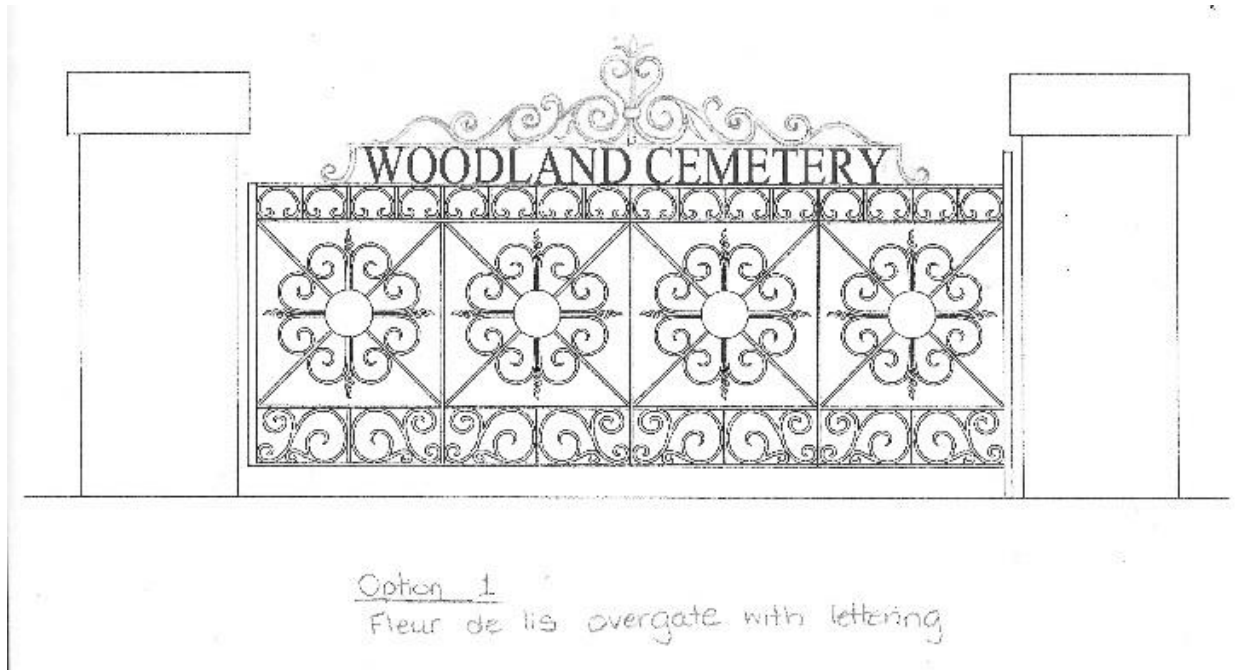 WOODLAND CEMETERY
Option 1
Fleur de lis overgate with lettering